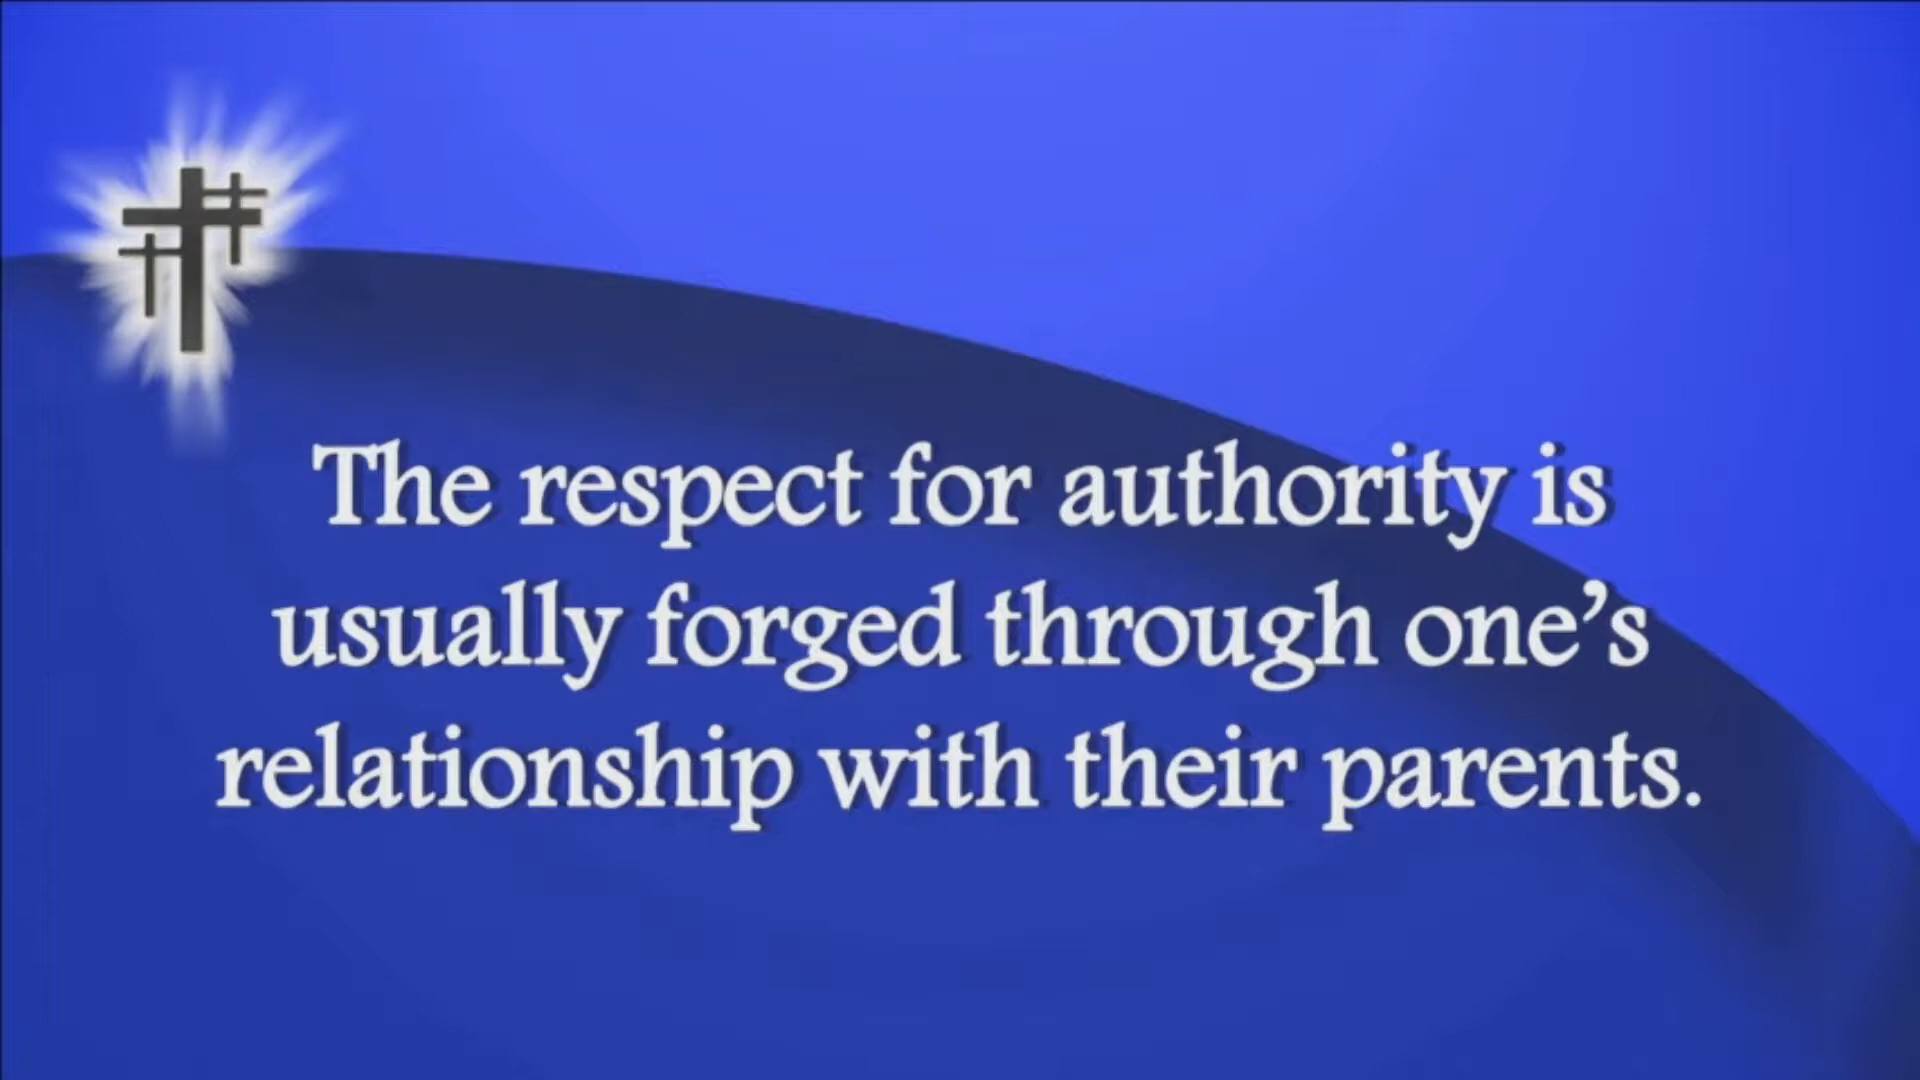 The respect for authority is
usually forged through one’s
relationship with their parents.